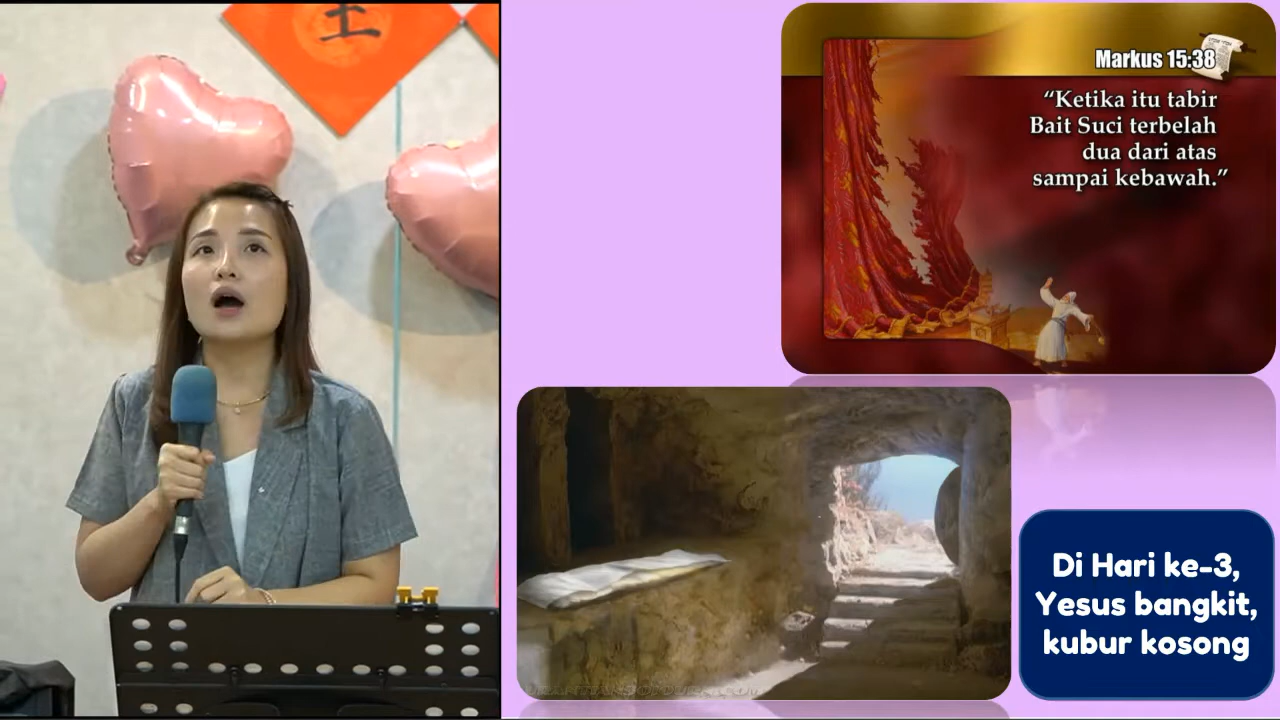 主
Markus 15:38
“Ketika itu tabir
Bait Suci terbelah
dua dari atas
sampai kebawah.”
Di Hari ke-3,
Yesus bangkit,
kubur kosong